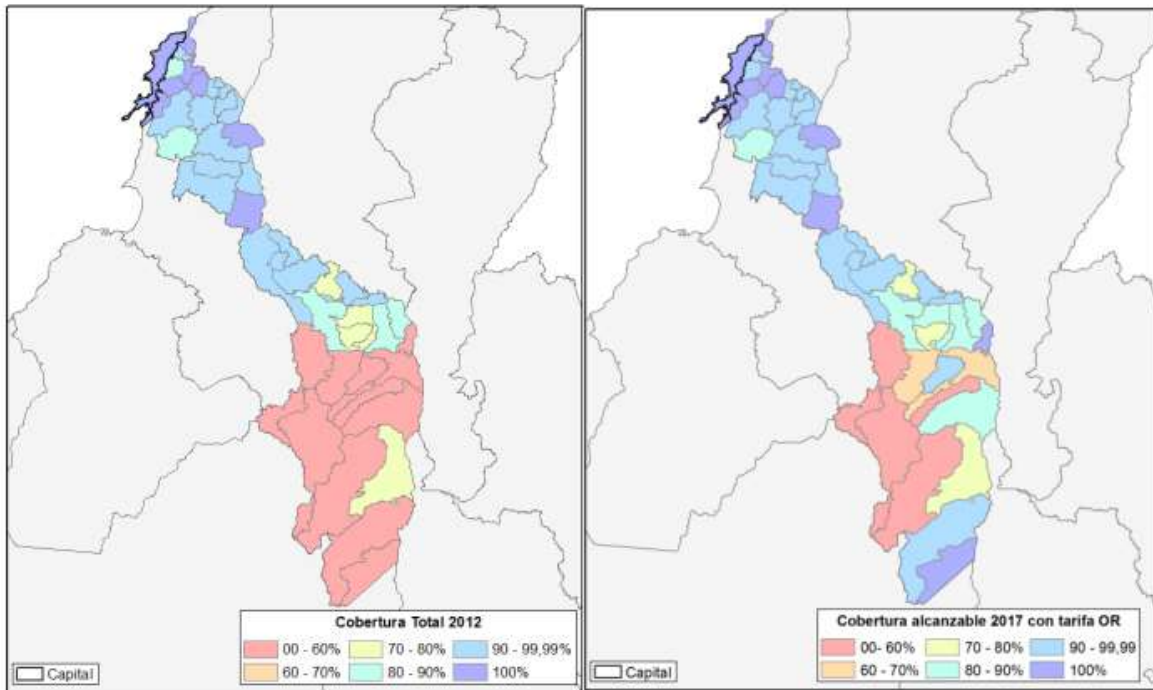 Cobertura Total 2012
00 - 60% 70 - 80% 90 - 99,99%
60 - 70% 80 - 90% 100%
Capital
Cobertura alcanzable 2017 con tarifa OR
00- 60% 70 - 80% 90 - 99,99
60 - 70% 80 - 90% 100%
Capital